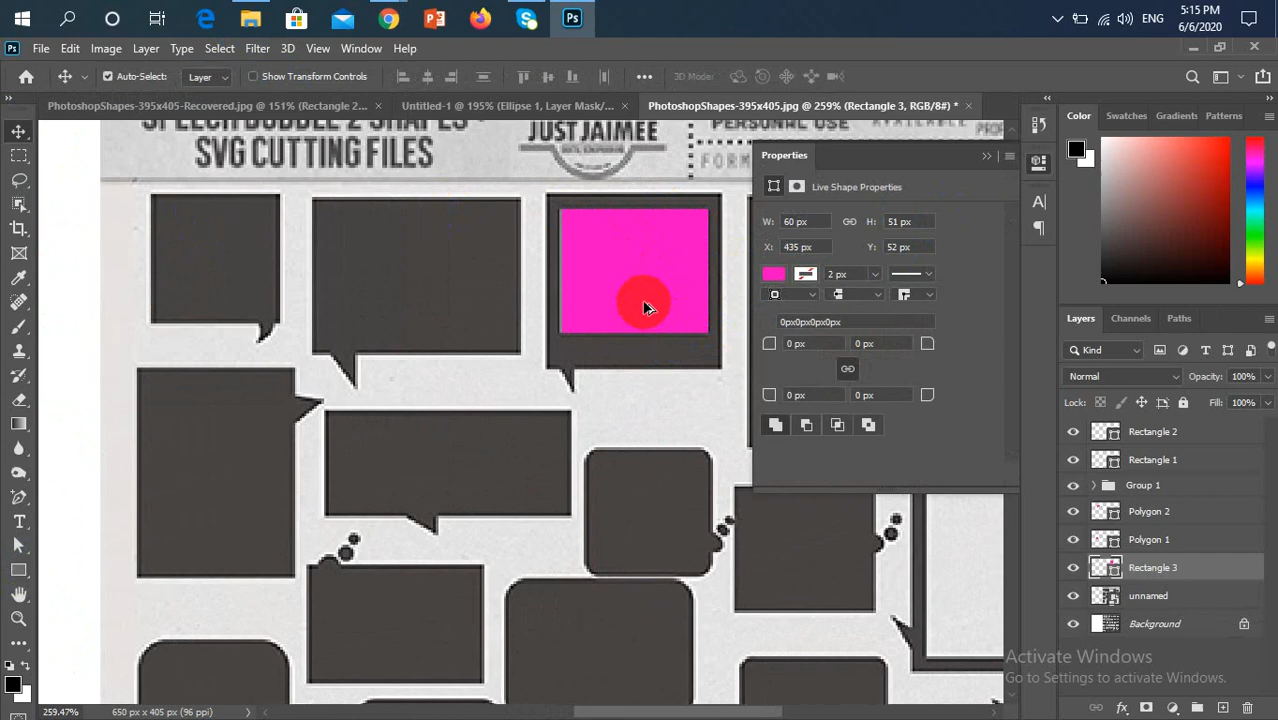 5:15 PM
ENG
6/6/2020
File Edit Image Layer Type Select Filter 3D View Window Help
Auto-Select: Layer Show Transform Controls 3D Mode:
PhotoshopShapes-395x405-Recovered.jpg @ 151% (Rectangle 2... × Untitled-1 @ 195% (Ellipse 1, Layer Mask/... × PhotoshopShapes-395x405.jpg @ 259% (Rectangle 3, RGB/8#) * ×
SPEECH BUBBLE 2 SHAPES
SVG CUTTING FILES
JUST JAIMEE
PERSONAL USE
Properties
Live Shape Properties
W: 60 px H: 51 px
X: 435 px Y: 52 px
2 px
0px0px0px0px
0 px 0 px
0 px 0 px
Color Swatches Gradients Patterns
Layers Channels Paths
Kind
Normal Opacity: 100%
Lock: Fill: 100%
Rectangle 2
Rectangle 1
Group 1
Polygon 2
Polygon 1
Rectangle 3
unnamed
Background
Activate Windows
Go to Settings to activate Windows.
259.47% 650 px x 405 px (96 ppi)